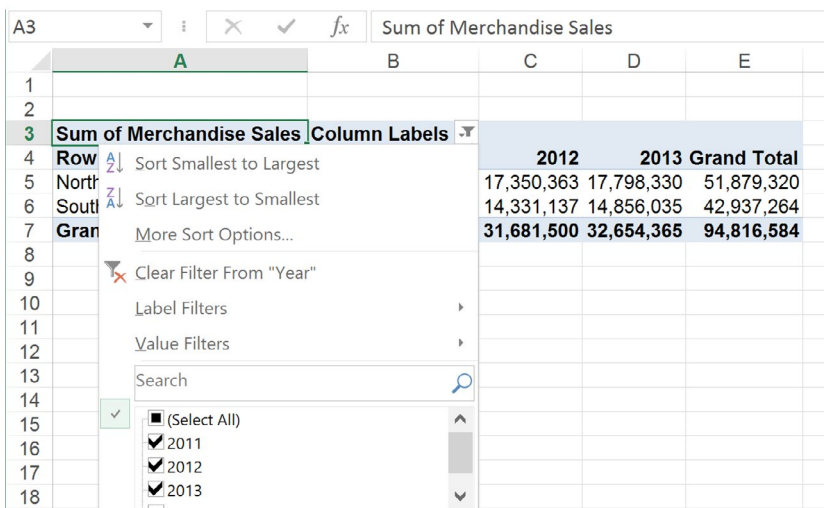 A3 fx Sum of Merchandise Sales
A B C D E
1
2
3 Sum of Merchandise Sales Column Labels
4 Row 2012 2013 Grand Total
5 North 17,350,363 17,798,330 51,879,320
6 South 14,331,137 14,856,035 42,937,264
7 Gran 31,681,500 32,654,365 94,816,584
8
9
10
11
12
13
14
15
16
17
18
Sort Smallest to Largest
Sort Largest to Smallest
More Sort Options...
Clear Filter From "Year"
Label Filters
Value Filters
Search
(Select All)
2011
2012
2013